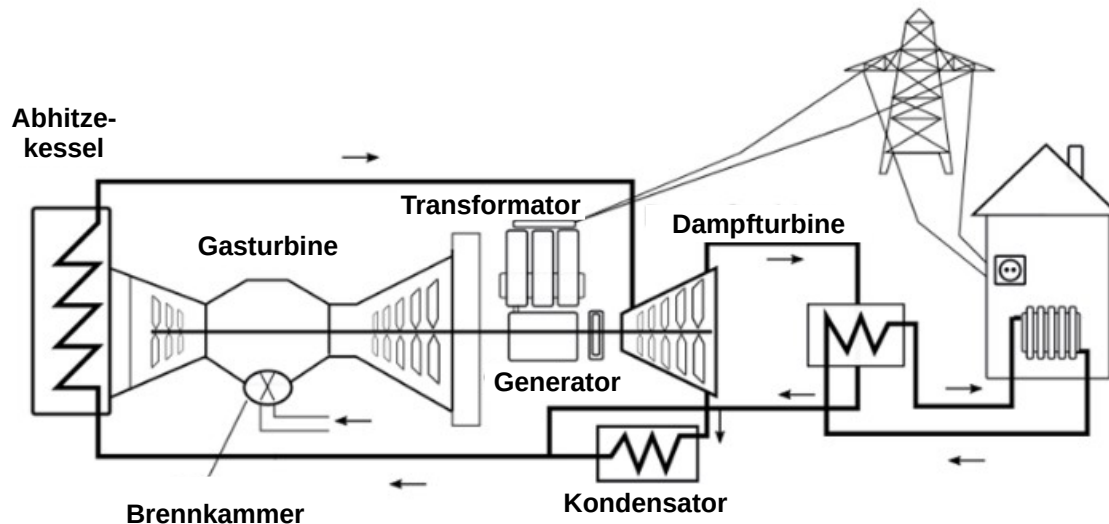 Abhitze-
kessel
Transformator
Gasturbine
Dampfturbine
Generator
Kondensator
Brennkammer